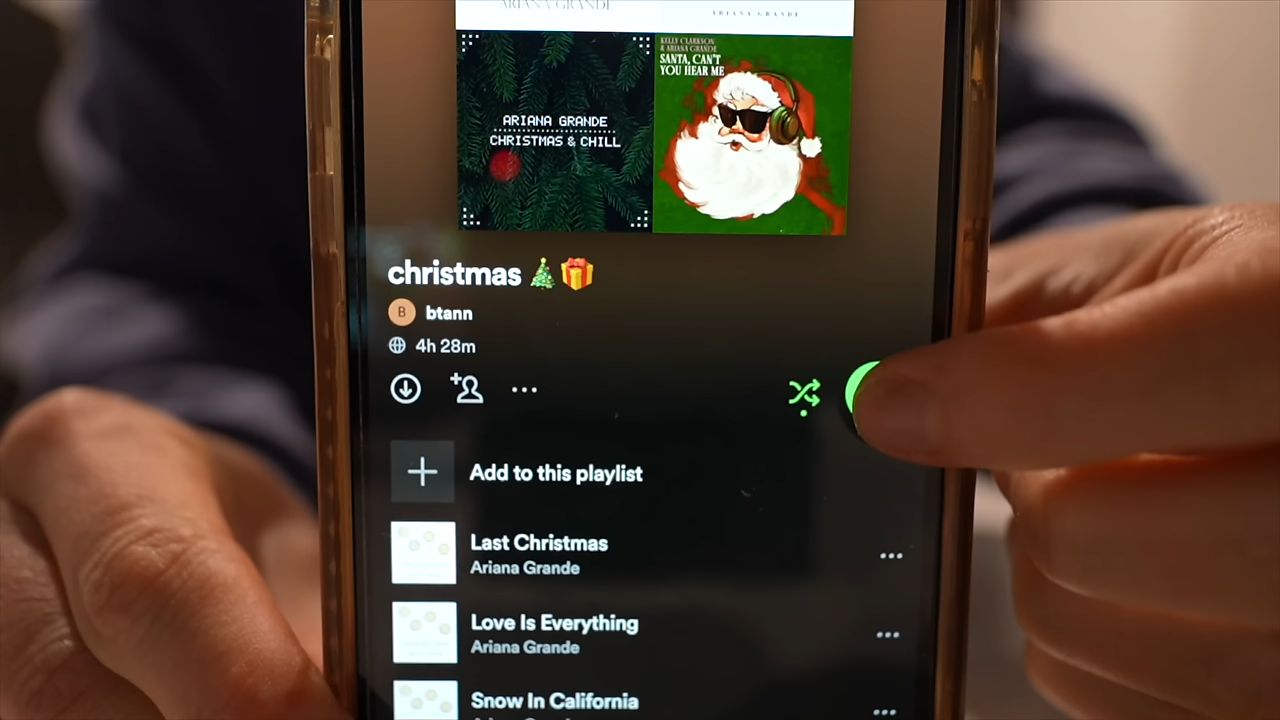 ARIANA GRANDE
ARIANA GRANDE
ARIANA GRANDE
CHRISTMAS & CHILL
KELLY CLARKSON
& ARIANA GRANDE
SANTA, CAN'T
YOU HEAR ME
christmas 🎄🎁
B btann
4h 28m
Add to this playlist
Last Christmas
Ariana Grande
Love Is Everything
Ariana Grande
Snow In California